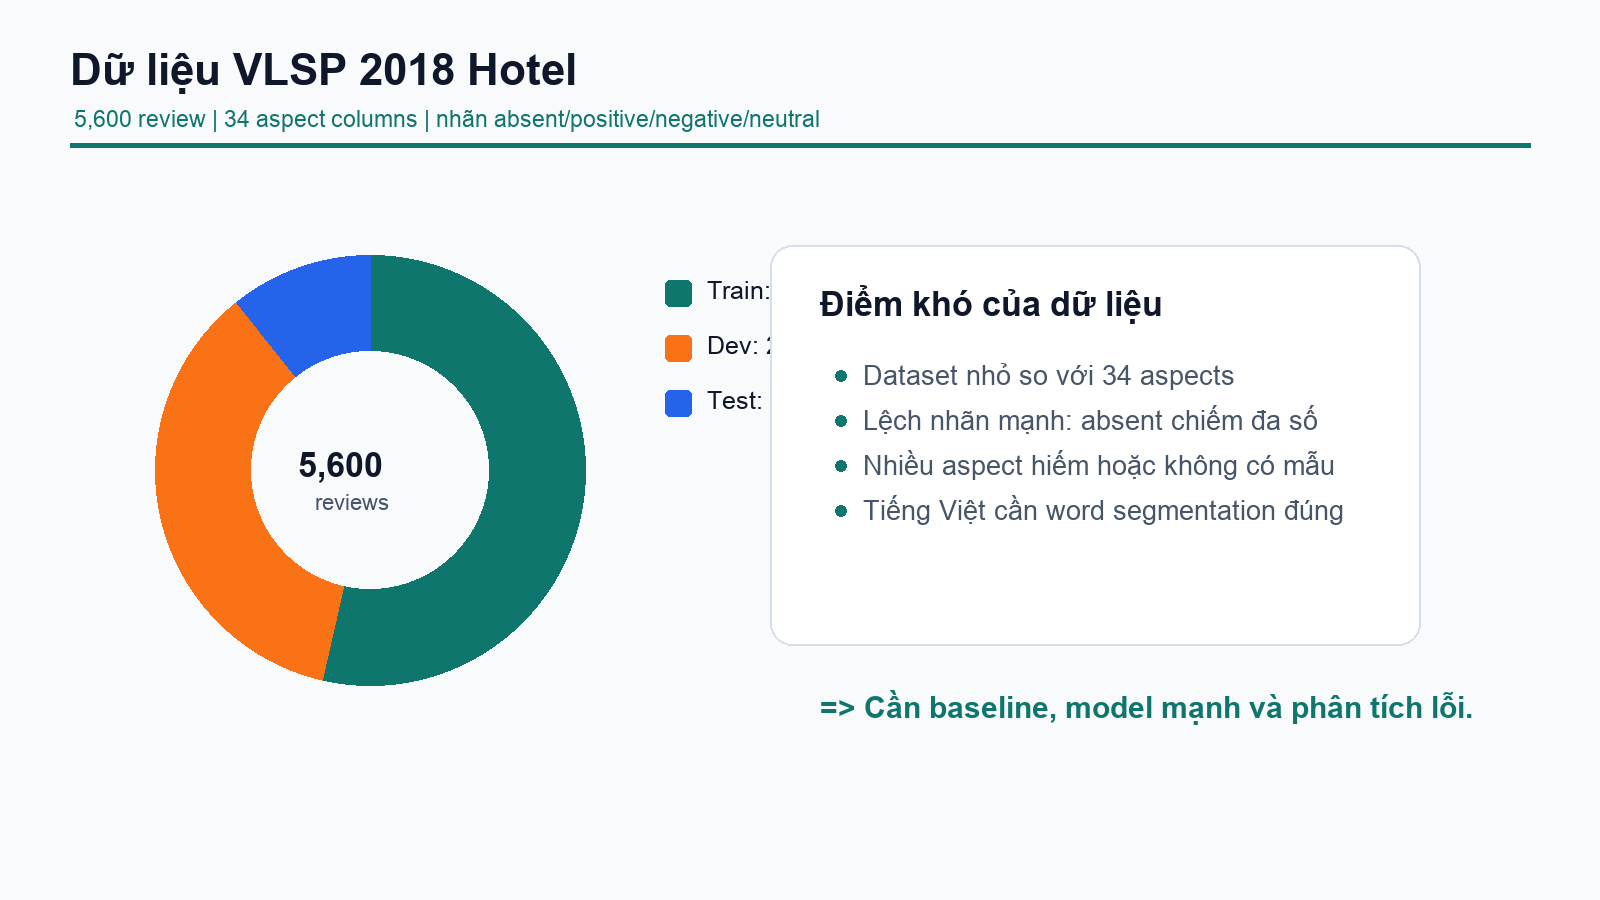 Dữ liệu VLSP 2018 Hotel
5,600 review | 34 aspect columns | nhãn absent/positive/negative/neutral
5,600
reviews
Train:
Dev:
Test:
Điểm khó của dữ liệu
Dataset nhỏ so với 34 aspects
Lệch nhãn mạnh: absent chiếm đa số
Nhiều aspect hiếm hoặc không có mẫu
Tiếng Việt cần word segmentation đúng
=> Cần baseline, model mạnh và phân tích lỗi.